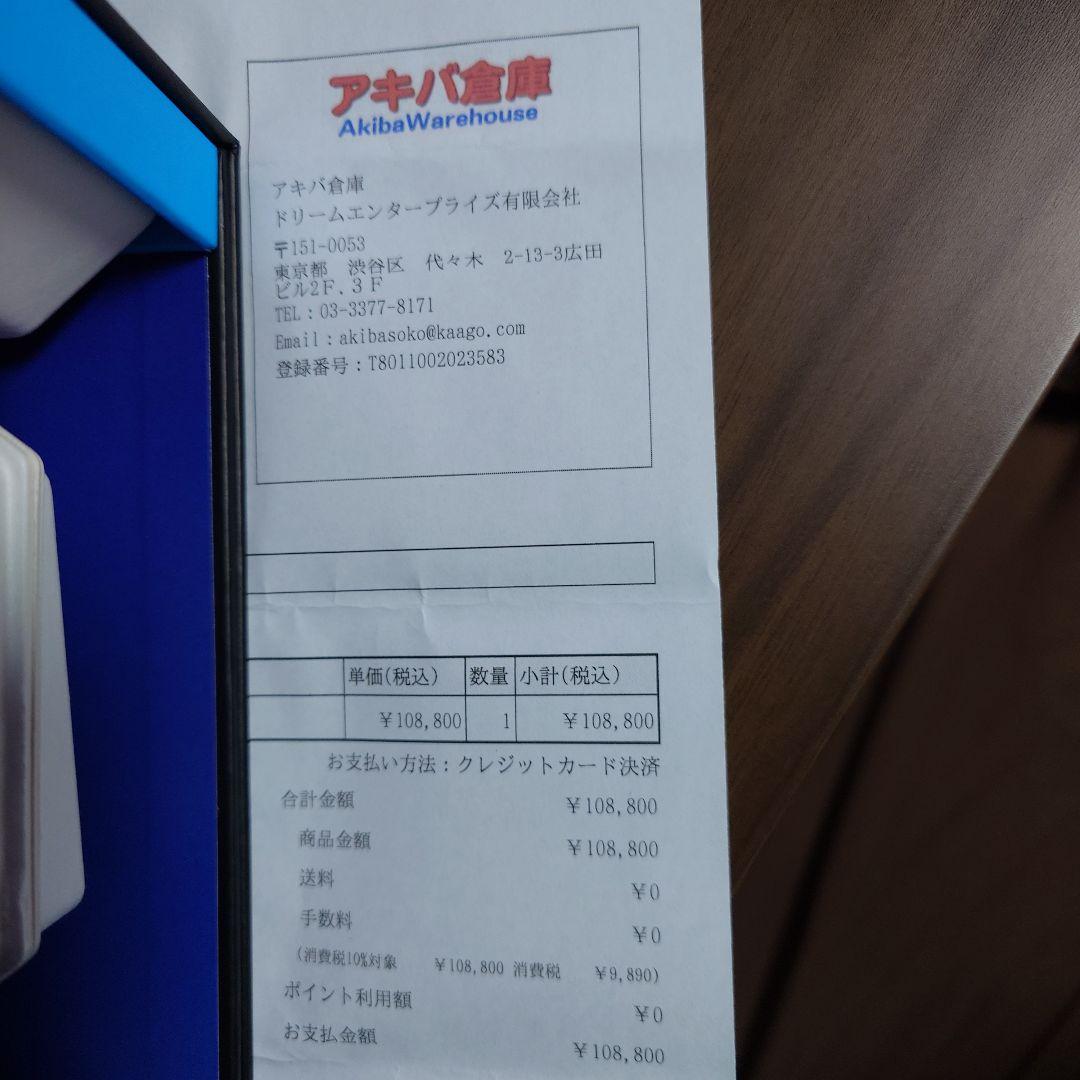 アキバ倉庫
AkibaWarehouse
アキバ倉庫
ドリームエンタープライズ有限会社
〒151-0053
東京都 渋谷区 代々木 2-13-3広田
ビル2F.3F
TEL:03-3377-8171
Email:akibasoko@kaago.com
登録番号:T8011002023583
単価(税込) 数量 小計(税込)
¥108,800 1 ¥108,800
お支払い方法:クレジットカード決済
合計金額 ¥108,800
商品金額 ¥108,800
送料 ¥0
手数料 ¥0
(消費税10%対象 ¥108,800 消費税 ¥9,890)
ポイント利用額 ¥0
お支払金額 ¥108,800